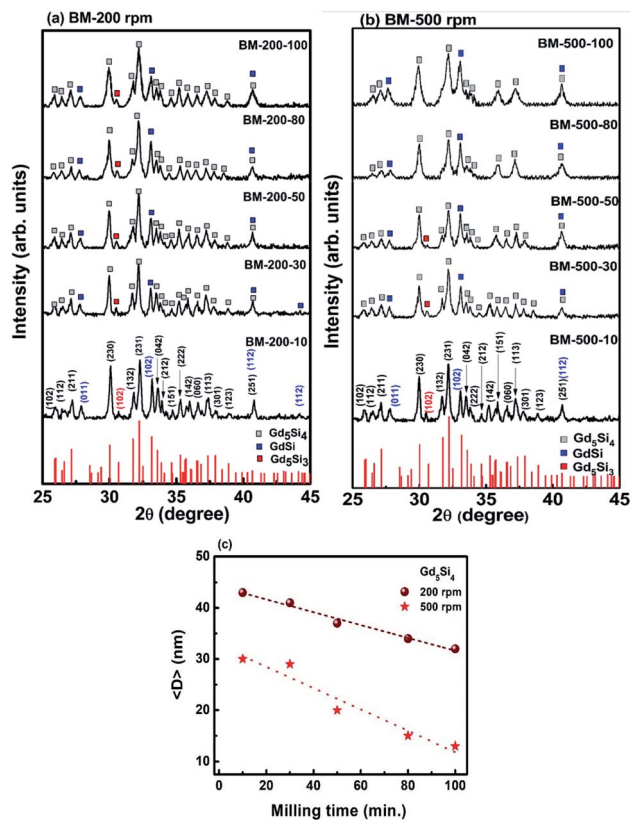 (a) BM-200 rpm
BM-200-100
BM-200-80
BM-200-50
BM-200-30
BM-200-10
(102)
(112)
(211)
(011)
(230)
(102)
(132)
(231)
(102)
(042)
(212)
(151)
(222)
(142)
(060)
(113)
(301)
(123)
(251)
(112)
(112)
Gd5Si4
GdSi
Gd5Si3
25 30 35 40 45
2θ (degree)
Intensity (arb. units)
(b) BM-500 rpm
BM-500-100
BM-500-80
BM-500-50
BM-500-30
BM-500-10
(102)
(112)
(211)
(011)
(230)
(102)
(132)
(231)
(102)
(042)
(222)
(212)
(142)
(151)
(060)
(113)
(301)
(123)
(251)(112)
Gd5Si4
GdSi
Gd5Si3
25 30 35 40 45
2θ (degree)
Intensity (arb. units)
(c)
Gd5Si4
200 rpm
500 rpm
50
40
30
20
10
0 20 40 60 80 100
<D> (nm)
Milling time (min.)